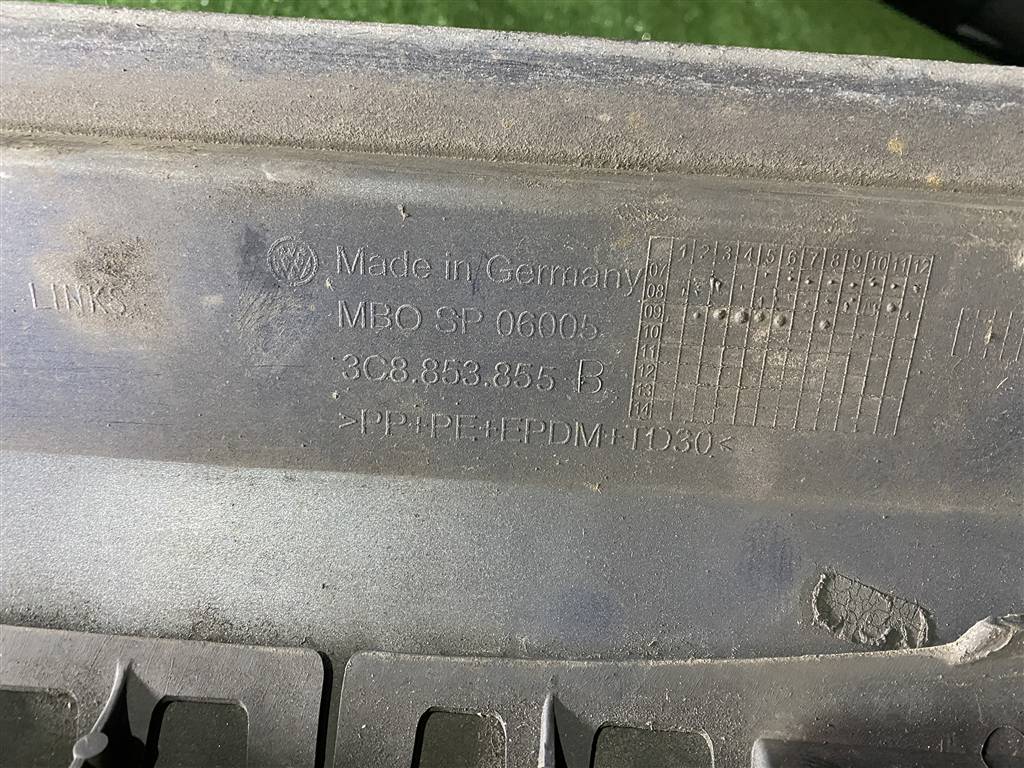 LINKS
Made in Germany
MBO SP 06005
3C8.853.855 B
>PP+PE+EPDM+TD30<
1 2 3 4 5 6 7 8 9 10 11 12
07
08
09
10
11
12
13
14